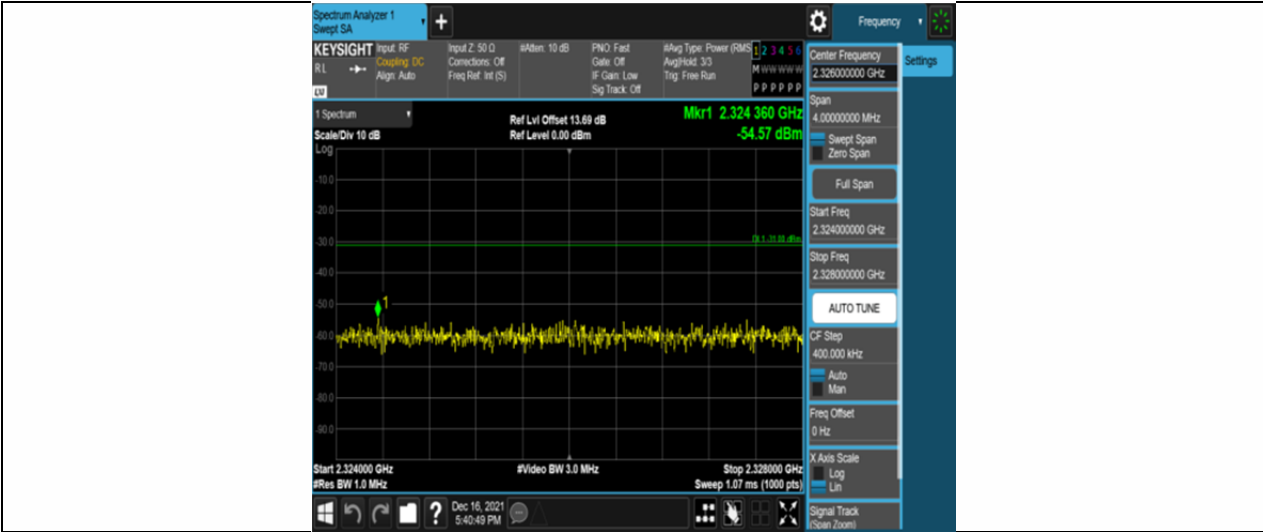 Spectrum Analyzer 1
Swept SA
+
Frequency
KEYSIGHT
R L
LV
Input: RF
Coupling: DC
Align: Auto
Input Z: 50 Ω
Corrections: Off
Freq Ref: Int (S)
#Atten: 10 dB
PNO: Fast
Gate: Off
IF Gain: Low
Sig Track: Off
#Avg Type: Power (RMS
Avg|Hold: 3/3
Trig: Free Run
1 2 3 4 5 6
M W W W W W
P P P P P P
1 Spectrum
Scale/Div 10 dB
Ref Lvl Offset 13.69 dB
Ref Level 0.00 dBm
Mkr1 2.324 360 GHz
-54.57 dBm
Log
-10.0
-20.0
-30.0
-40.0
-50.0
-60.0
-70.0
-80.0
-90.0
DL1 -31.00 dBm
1
Start 2.324000 GHz
#Res BW 1.0 MHz
#Video BW 3.0 MHz
Stop 2.328000 GHz
Sweep 1.07 ms (1000 pts)
?
Dec 16, 2021
5:40:49 PM
Center Frequency
2.326000000 GHz
Settings
Span
4.00000000 MHz
Swept Span
Zero Span
Full Span
Start Freq
2.324000000 GHz
Stop Freq
2.328000000 GHz
AUTO TUNE
CF Step
400.000 kHz
Auto
Man
Freq Offset
0 Hz
X Axis Scale
Log
Lin
Signal Track
(Span Zoom)